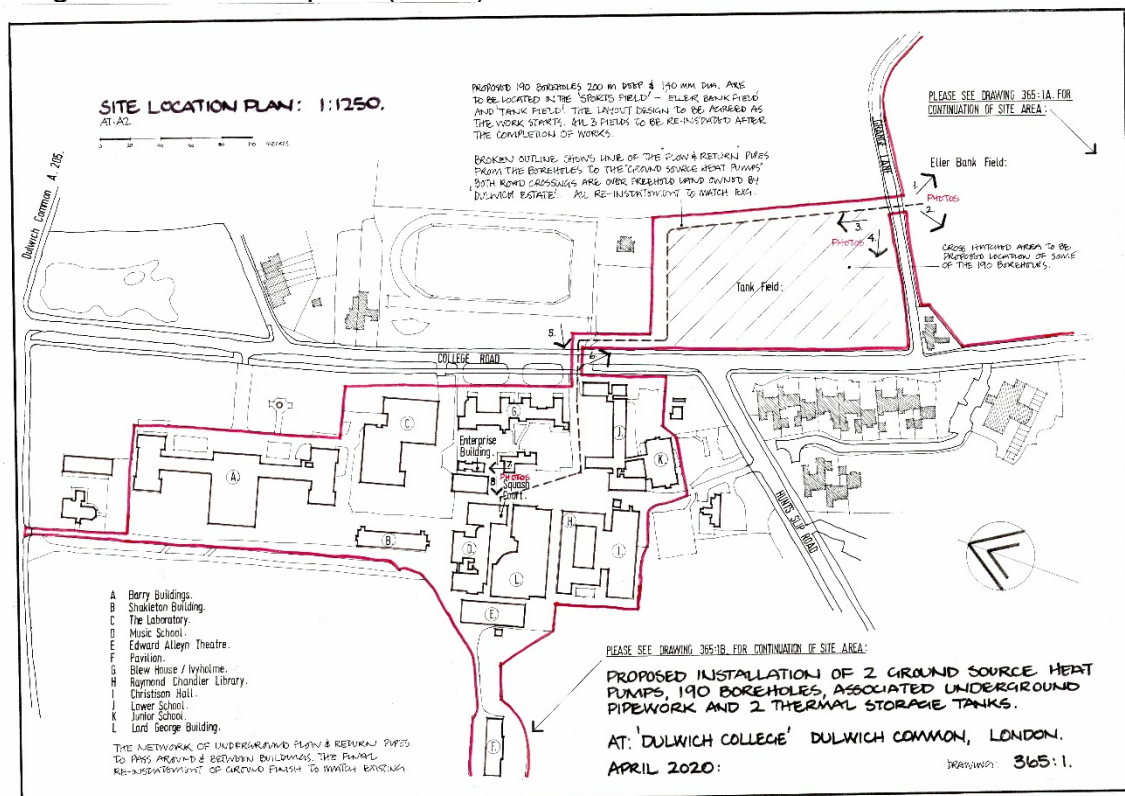 SITE LOCATION PLAN: 1:1250.
AT: A2
METERS
PROPOSED 190 BOREHOLES 200 M DEEP & 140 MM DIA. ARE
TO BE LOCATED IN THE 'SPORTS FIELD' – ELLER BANK FIELD
AND 'TANK FIELD'. THE LAYOUT DESIGN TO BE AGREED AS
THE WORK STARTS. ALL 3 FIELDS TO BE RE-INSTATED AFTER
THE COMPLETION OF WORKS.
BROKEN OUTLINE SHOWS LINE OF THE 'FLOW & RETURN' PIPES
FROM THE BOREHOLES TO THE 'GROUND SOURCE HEAT PUMPS'
BOTH ROAD CROSSINGS ARE OVER FREEHOLD LAND OWNED BY
'DULWICH ESTATE'. ALL RE-INSTATEMENT TO MATCH EXG.
PLEASE SEE DRAWING 365:1A. FOR
CONTINUATION OF SITE AREA:
Dulwich Common A. 205.
GRANGE LANE
Eller Bank Field:
1.
PHOTOS
2.
3.
PHOTOS
4.
CROSS HATCHED AREA TO BE
PROPOSED LOCATION OF SOME
OF THE 190 BOREHOLES.
Tank Field:
5.
6.
COLLEGE ROAD
HUNTS SLIP ROAD
A
B
C
D
E
F
G
H
I
J
K
L
Enterprise
Building.
7.
8.
PHOTOS
Squash
Court.
A Barry Buildings.
B Shakleton Building.
C The Laboratory.
D Music School.
E Edward Alleyn Theatre.
F Pavilion.
G Blew House / Ivyholme.
H Raymond Chandler Library.
I Christison Hall.
J Lower School.
K Junior School.
L Lord George Building.
THE NETWORK OF UNDERGROUND FLOW & RETURN PIPES
TO PASS AROUND & BETWEEN BUILDINGS. THE FINAL
RE-INSTATEMENT OF GROUND FINISH TO MATCH EXISTING
PLEASE SEE DRAWING 365:1B. FOR CONTINUATION OF SITE AREA:
PROPOSED INSTALLATION OF 2 GROUND SOURCE HEAT
PUMPS, 190 BOREHOLES, ASSOCIATED UNDERGROUND
PIPEWORK AND 2 THERMAL STORAGE TANKS.
AT: 'DULWICH COLLEGE' DULWICH COMMON, LONDON.
APRIL 2020:
DRAWING: 365:1.